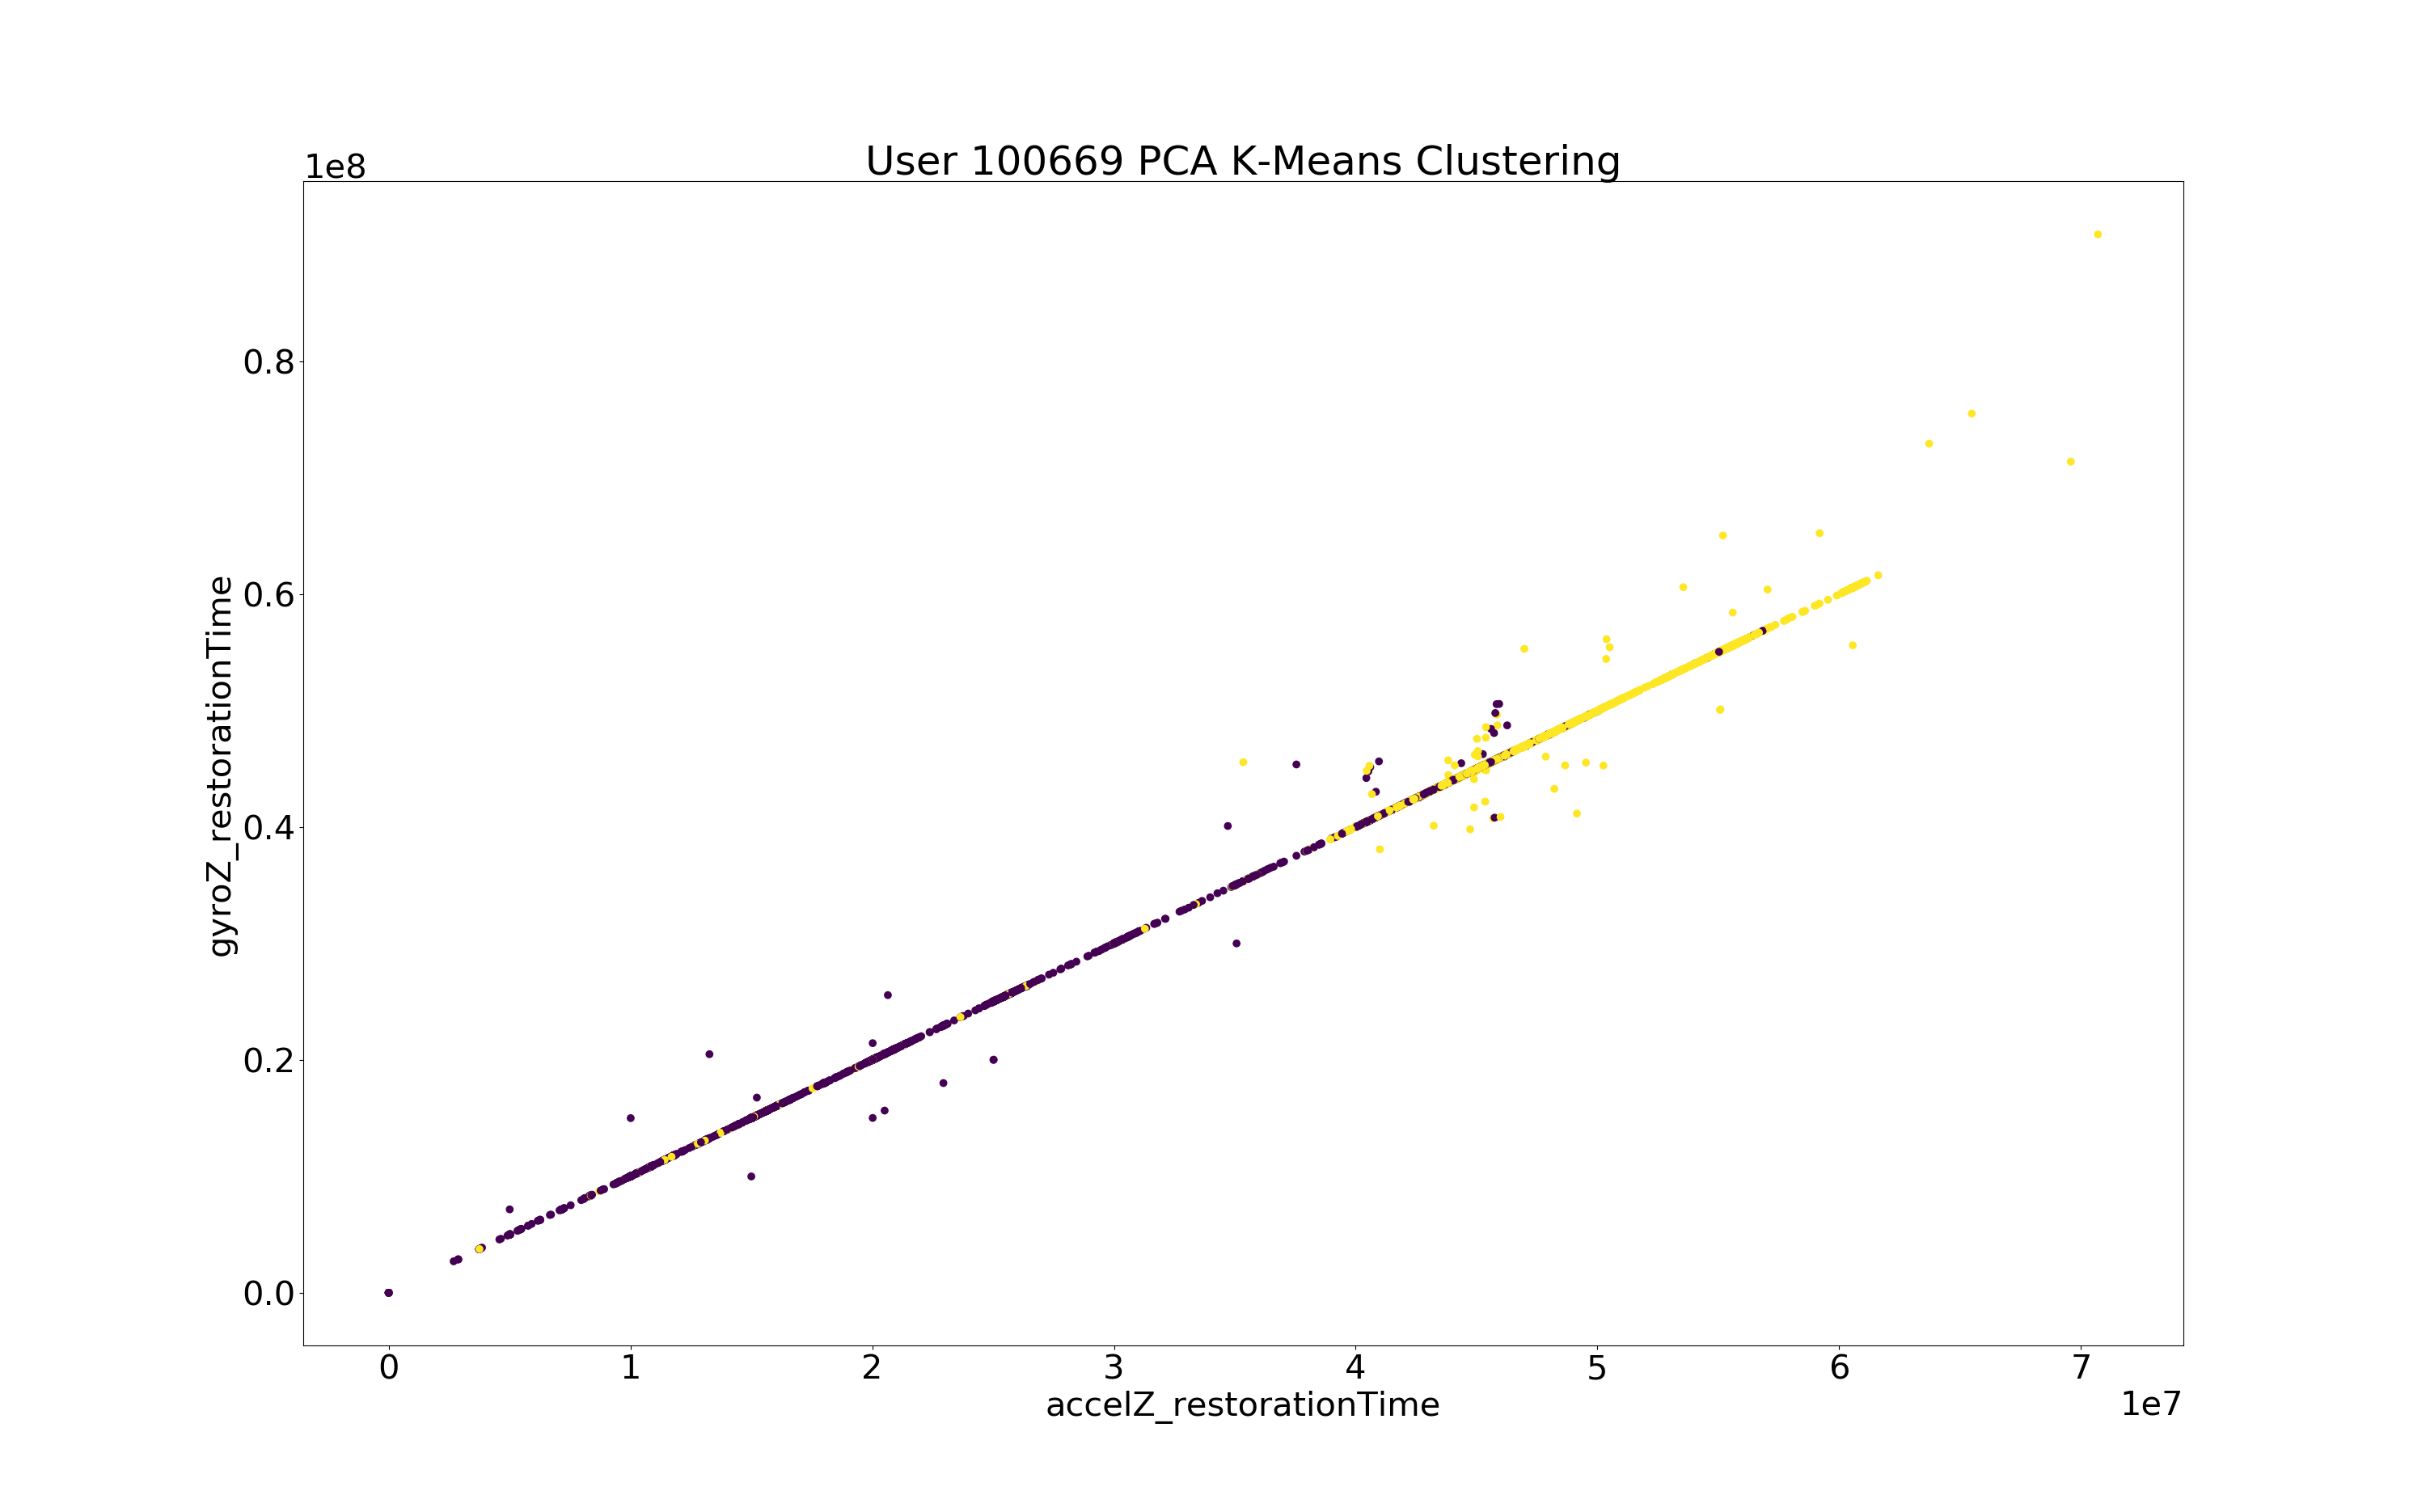 User 100669 PCA K-Means Clustering
1e8
0.8
0.6
0.4
0.2
0.0
gyroZ_restorationTime
0 1 2 3 4 5 6 7
accelZ_restorationTime
1e7